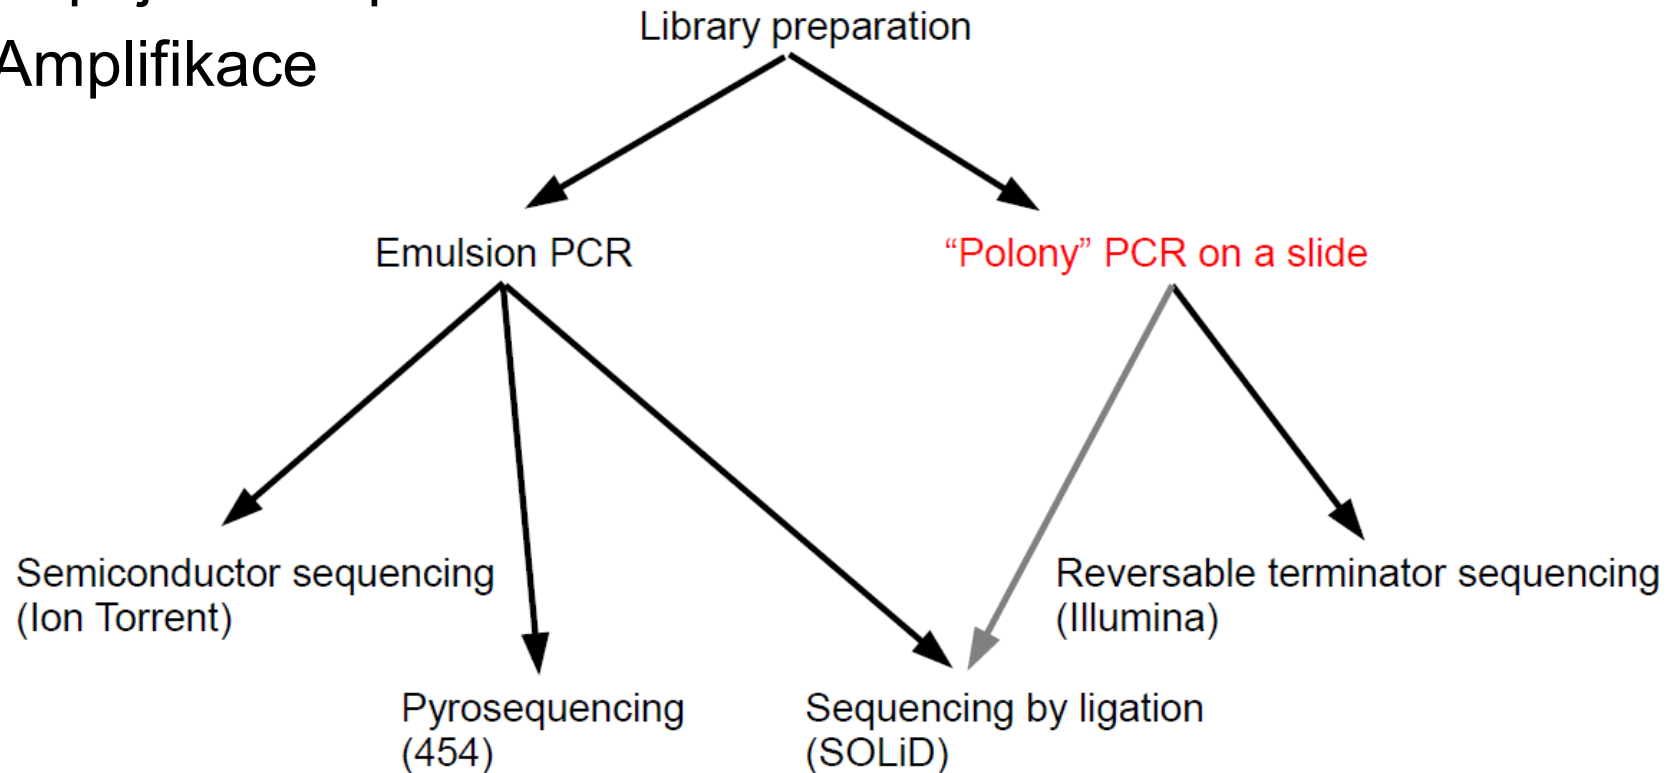 Library preparation
Amplifikace
Emulsion PCR
“Polony” PCR on a slide
Semiconductor sequencing
(Ion Torrent)
Reversable terminator sequencing
(Illumina)
Pyrosequencing
(454)
Sequencing by ligation
(SOLiD)